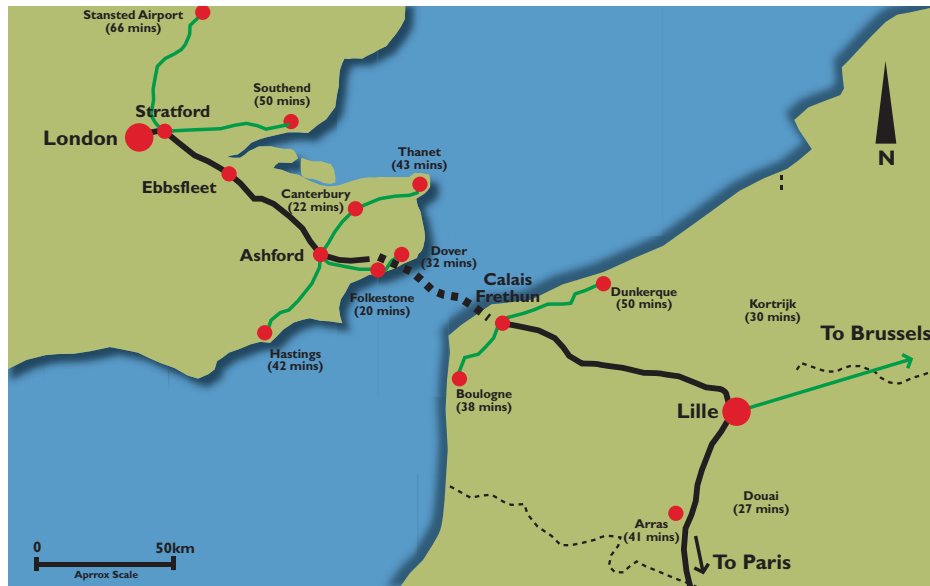 Stansted Airport
(66 mins)
Southend
(50 mins)
Stratford
London
Thanet
(43 mins)
N
Ebbsfleet
Canterbury
(22 mins)
Ashford
Dover
(32 mins)
Calais
Frethun
Dunkerque
(50 mins)
Folkestone
(20 mins)
Kortrijk
(30 mins)
To Brussels
Hastings
(42 mins)
Boulogne
(38 mins)
Lille
Douai
(27 mins)
Arras
(41 mins)
To Paris
0 50km
Aprrox Scale